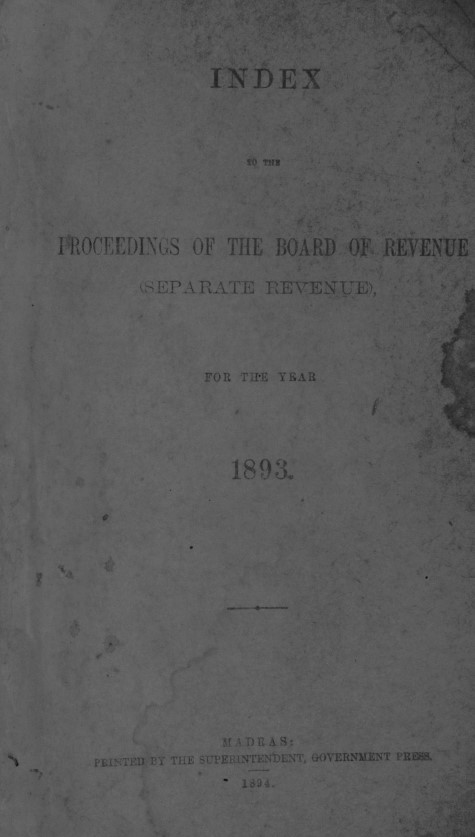 INDEX
TO THE
PROCEEDINGS OF THE BOARD OF REVENUE
(SEPARATE REVENUE),
FOR THE YEAR
1893.
MADRAS:
PRINTED BY THE SUPERINTENDENT, GOVERNMENT PRESS.
1894.